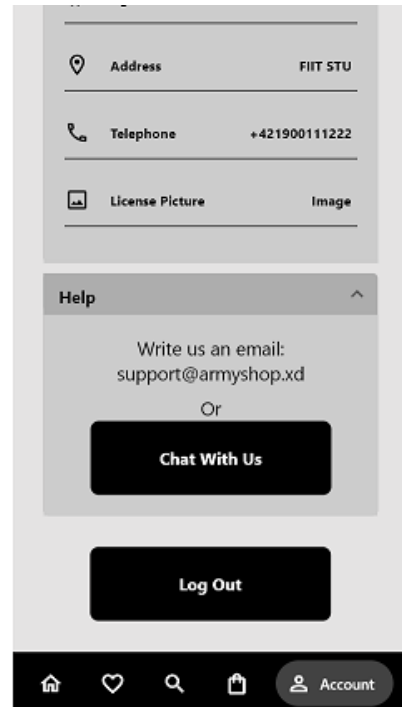 Address FIIT STU
Telephone +421900111222
License Picture Image
Help
Write us an email:
support@armyshop.xd
Or
Chat With Us
Log Out
Account